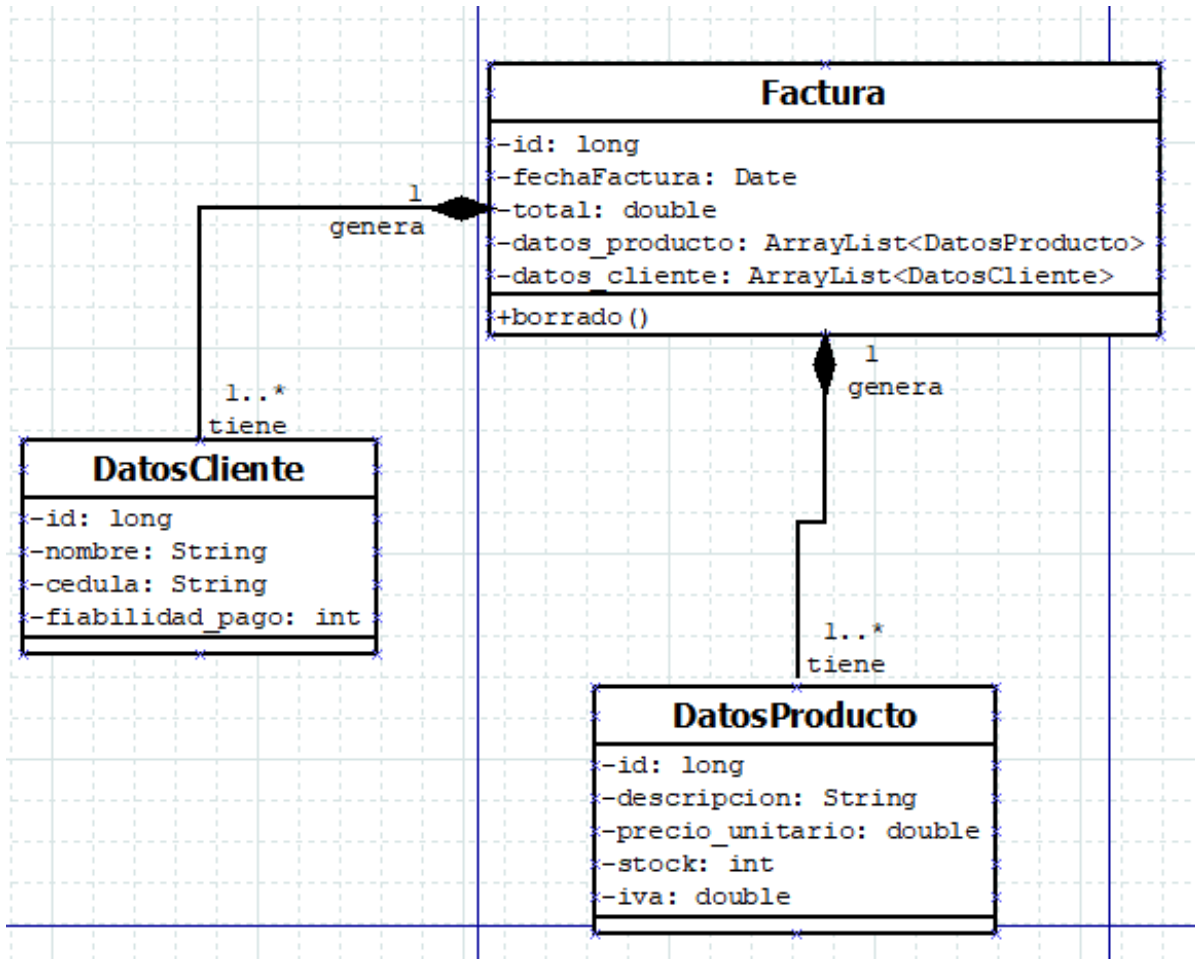 Factura
-id: long
-fechaFactura: Date
-total: double
-datos_producto: ArrayList<DatosProducto>
-datos_cliente: ArrayList<DatosCliente>
+borrado()
1
genera
1
genera
1..*
tiene
DatosCliente
-id: long
-nombre: String
-cedula: String
-fiabilidad_pago: int
1..*
tiene
DatosProducto
-id: long
-descripcion: String
-precio_unitario: double
-stock: int
-iva: double